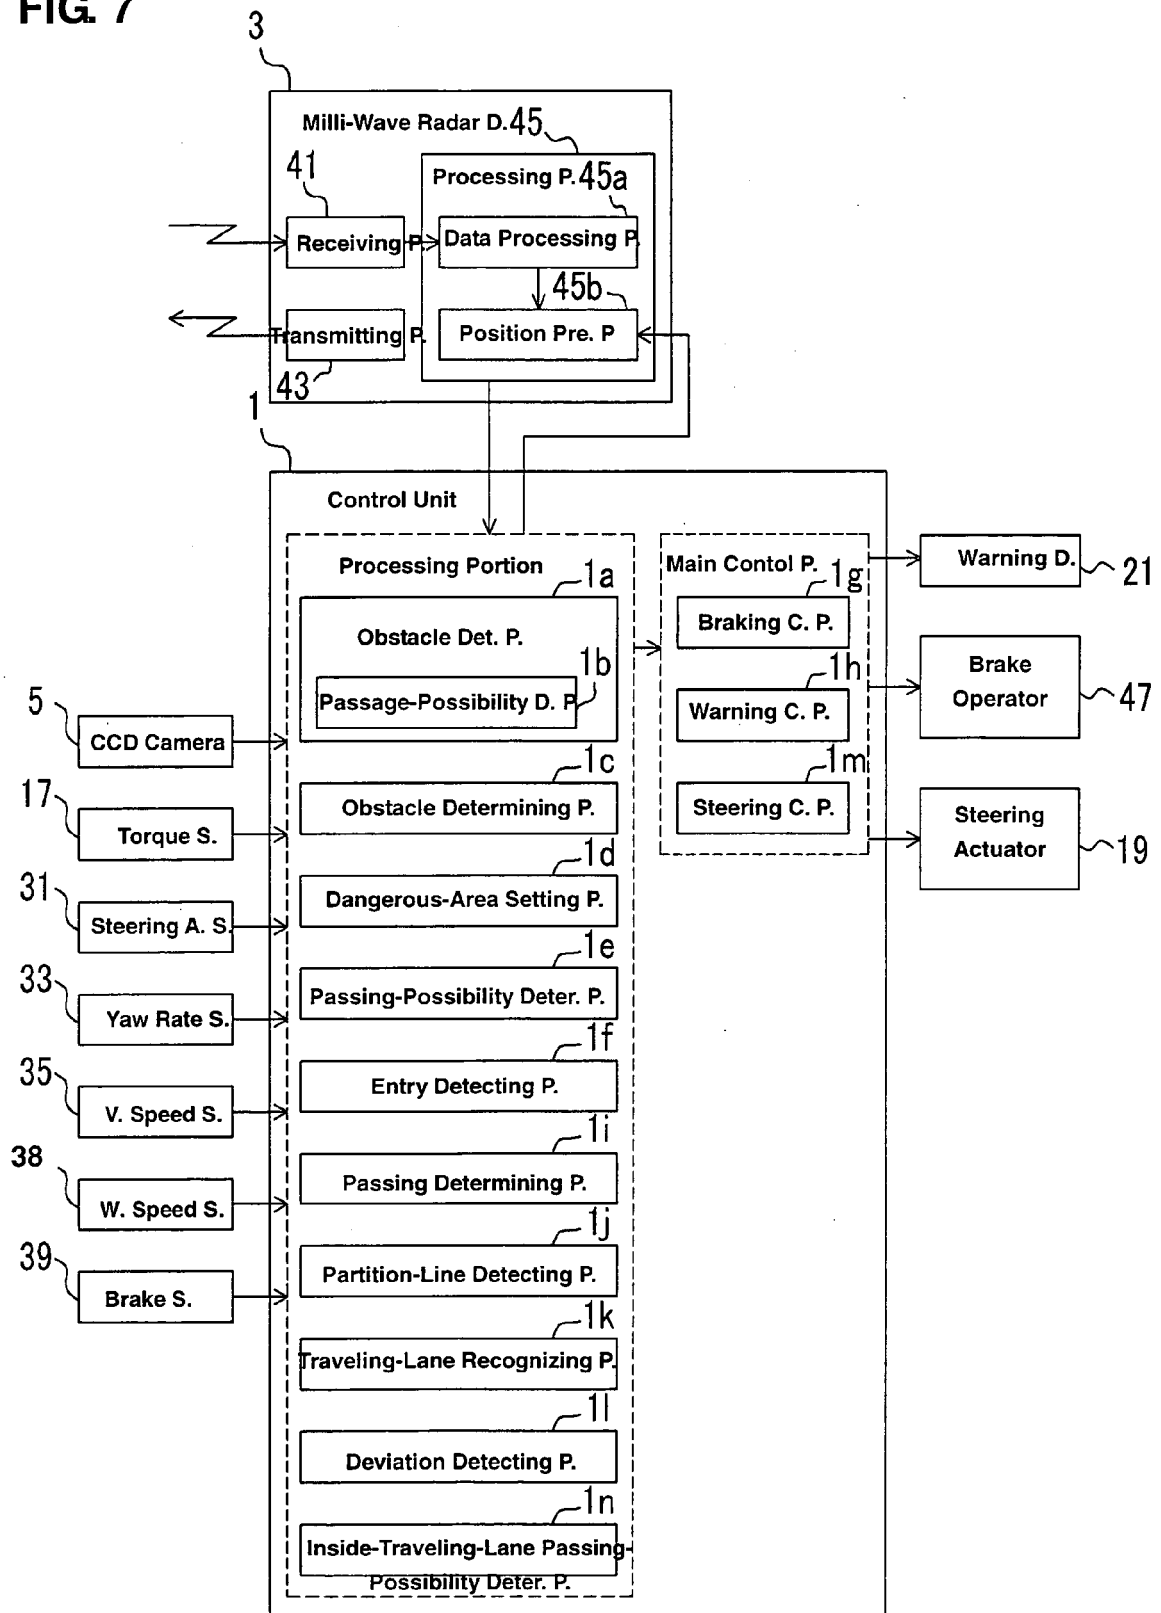 FIG. 7
3
Milli-Wave Radar D.
45
Processing P.
45a
41
Receiving P.
Data Processing P.
45b
Transmitting P.
Position Pre. P
43
1
Control Unit
Processing Portion
1a
Obstacle Det. P.
1b
Passage-Possibility D. P
1c
Obstacle Determining P.
1d
Dangerous-Area Setting P.
1e
Passing-Possibility Deter. P.
1f
Entry Detecting P.
1i
Passing Determining P.
1j
Partition-Line Detecting P.
1k
Traveling-Lane Recognizing P.
1l
Deviation Detecting P.
1n
Inside-Traveling-Lane Passing-
Possibility Deter. P.
Main Contol P.
1g
Braking C. P.
1h
Warning C. P.
1m
Steering C. P.
Warning D.
21
Brake
Operator
47
Steering
Actuator
19
5
CCD Camera
17
Torque S.
31
Steering A. S.
33
Yaw Rate S.
35
V. Speed S.
38
W. Speed S.
39
Brake S.